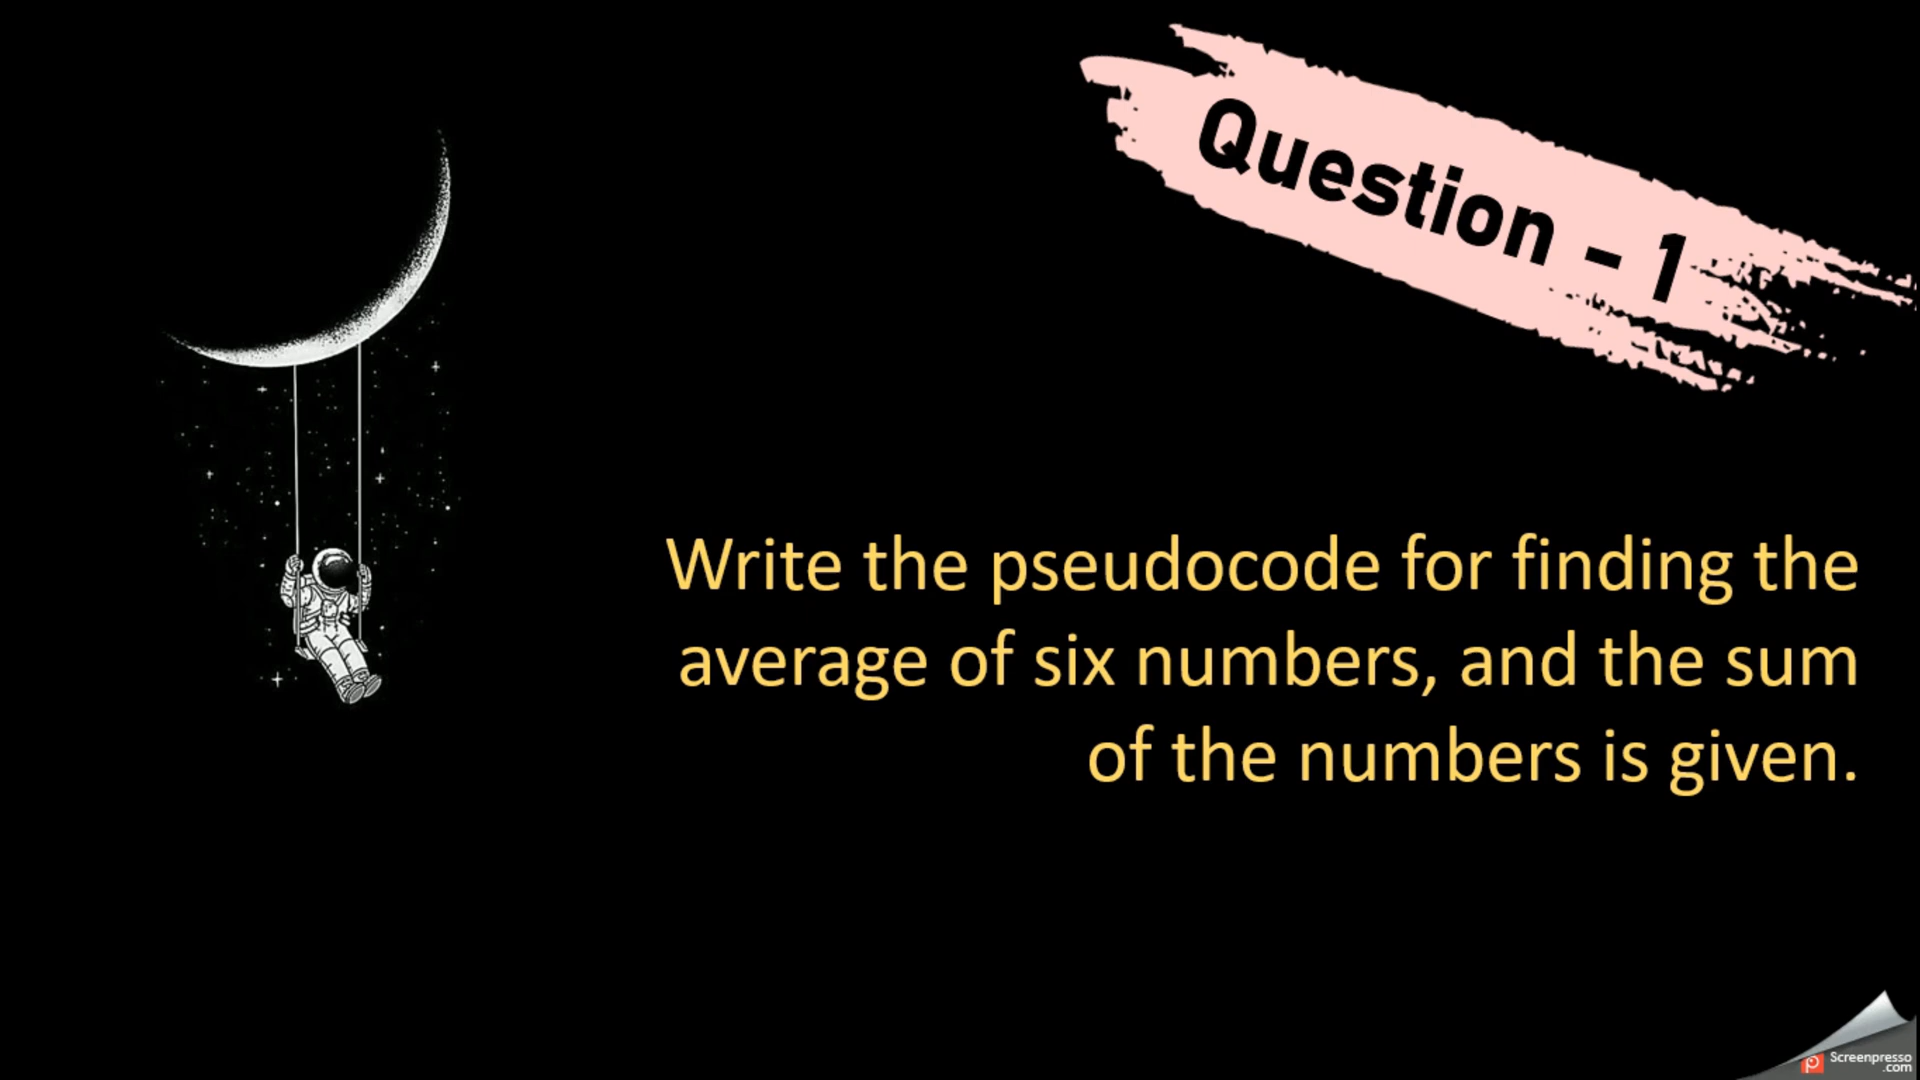 Question - 1
Write the pseudocode for finding the
average of six numbers, and the sum
of the numbers is given.
Screenpresso
.com